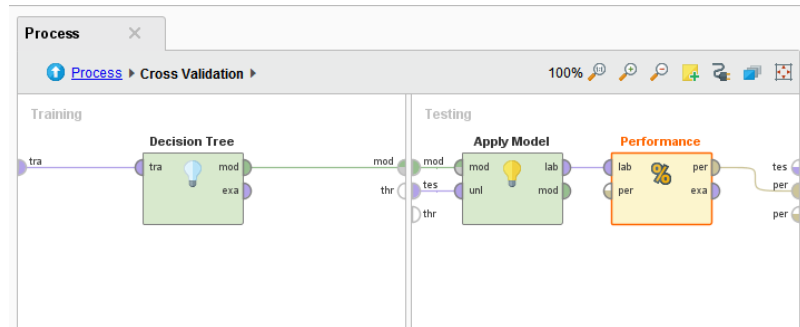 Process
Process Cross Validation
100%
Training
Testing
Decision Tree
Apply Model
Performance
tra
tra
mod
exa
mod
thr
mod
tes
thr
mod
unl
lab
mod
lab
per
per
exa
tes
per
per